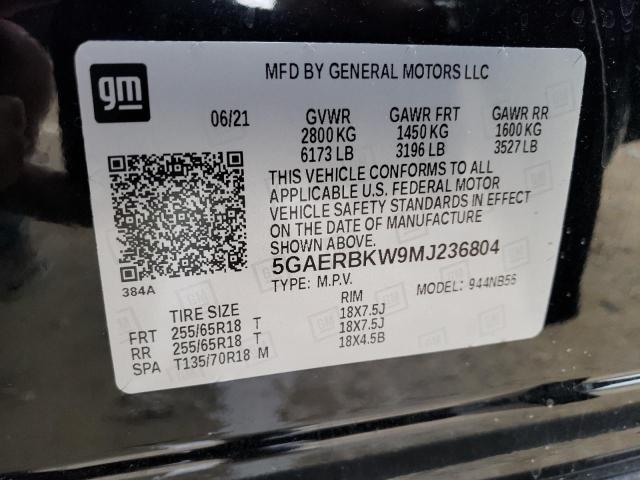 gm
MFD BY GENERAL MOTORS LLC
06/21 GVWR GAWR FRT GAWR RR
2800 KG 1450 KG 1600 KG
6173 LB 3196 LB 3527 LB
THIS VEHICLE CONFORMS TO ALL
APPLICABLE U.S. FEDERAL MOTOR
VEHICLE SAFETY STANDARDS IN EFFECT
ON THE DATE OF MANUFACTURE
SHOWN ABOVE.
5GAERBKW9MJ236804
384A
TYPE: M.P.V. MODEL: 944NB56
TIRE SIZE RIM
FRT 255/65R18 T 18X7.5J
RR 255/65R18 T 18X7.5J
SPA T135/70R18 M 18X4.5B